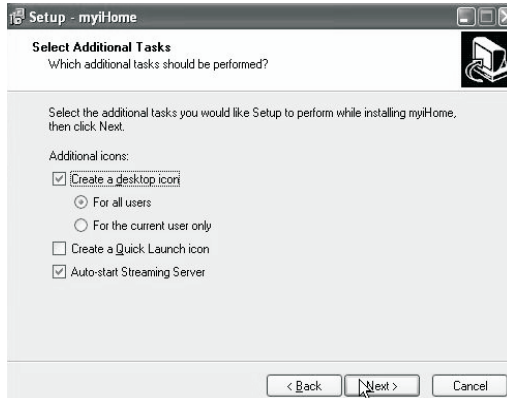 Setup - myiHome
Select Additional Tasks
Which additional tasks should be performed?
Select the additional tasks you would like Setup to perform while installing myiHome,
then click Next.
Additional icons:
Create a desktop icon
For all users
For the current user only
Create a Quick Launch icon
Auto-start Streaming Server
< Back
Next >
Cancel